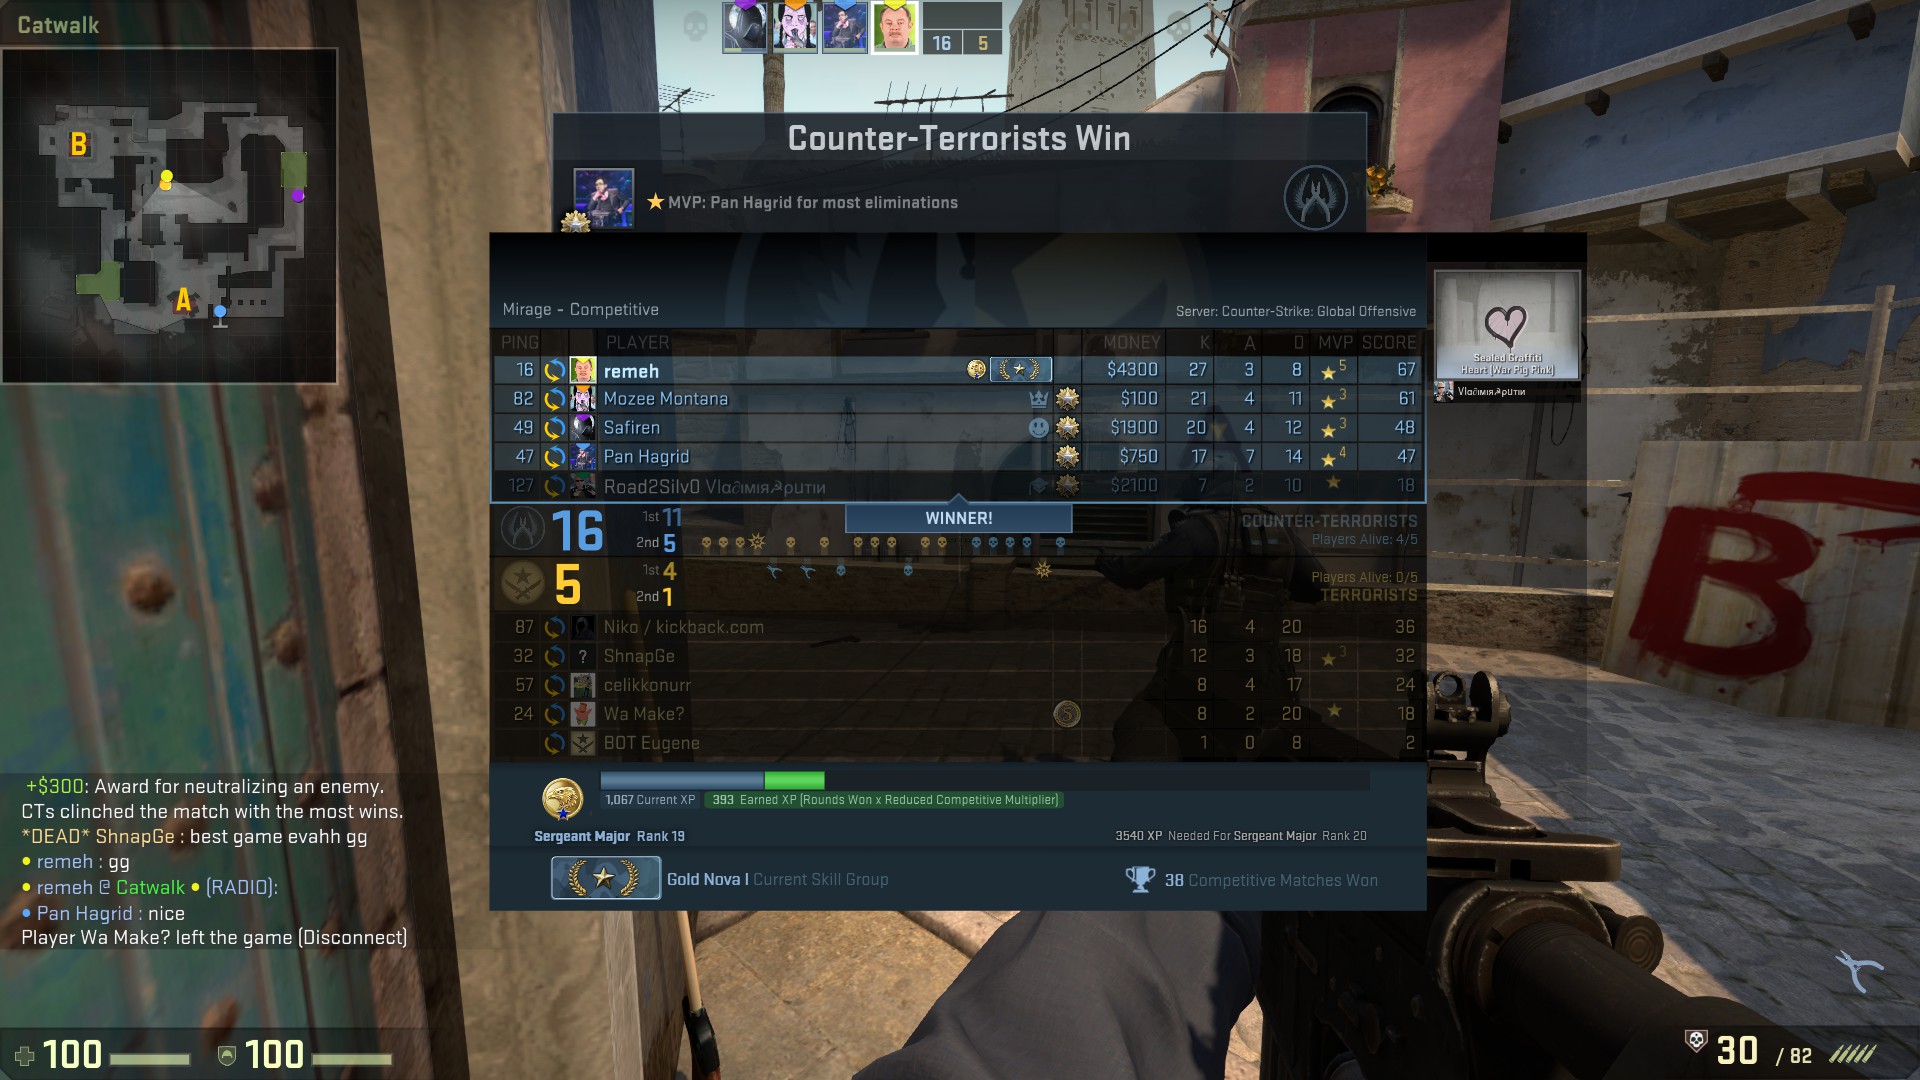 Catwalk
B
A
16 5
Counter-Terrorists Win
MVP: Pan Hagrid for most eliminations
Mirage - Competitive
Server: Counter-Strike: Global Offensive
PING PLAYER MONEY K A D MVP SCORE
16 remeh $4300 27 3 8 5 67
82 Mozee Montana $100 21 4 11 3 61
49 Safiren $1900 20 4 12 3 48
47 Pan Hagrid $750 17 7 14 4 47
127 Road2Silv0 Vla∂ιмιя☭ρυтιи $2100 7 2 10 18
Sealed Graffiti
Heart (War Pig Pink)
Vla∂ιмιя☭ρυтιи
WINNER!
16 1st 11
2nd 5
COUNTER-TERRORISTS
Players Alive: 4/5
5 1st 4
2nd 1
Players Alive: 0/5
TERRORISTS
87 Niko / kickback.com 16 4 20 36
32 ? ShnapGe 12 3 18 3 32
57 celikkonurr 8 4 17 24
24 Wa Make? 5 8 2 20 18
BOT Eugene 1 0 8 2
1,067 Current XP 393 Earned XP (Rounds Won x Reduced Competitive Multiplier)
Sergeant Major Rank 19
3540 XP Needed For Sergeant Major Rank 20
Gold Nova I Current Skill Group
38 Competitive Matches Won
+$300: Award for neutralizing an enemy.
CTs clinched the match with the most wins.
*DEAD* ShnapGe : best game evahh gg
remeh : gg
remeh @ Catwalk (RADIO):
Pan Hagrid : nice
Player Wa Make? left the game (Disconnect)
100 100
30 / 82
B